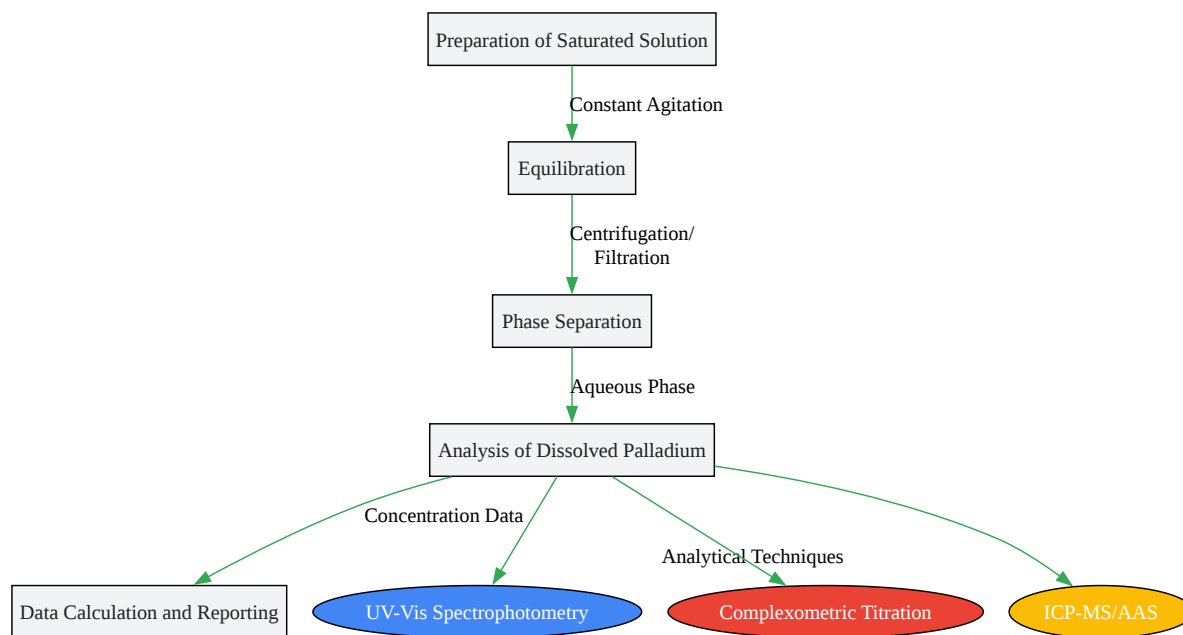 Preparation of Saturated Solution
Constant Agitation
Equilibration
Centrifugation/
Filtration
Phase Separation
Aqueous Phase
Analysis of Dissolved Palladium
Concentration Data
Analytical Techniques
Data Calculation and Reporting
UV-Vis Spectrophotometry
Complexometric Titration
ICP-MS/AAS